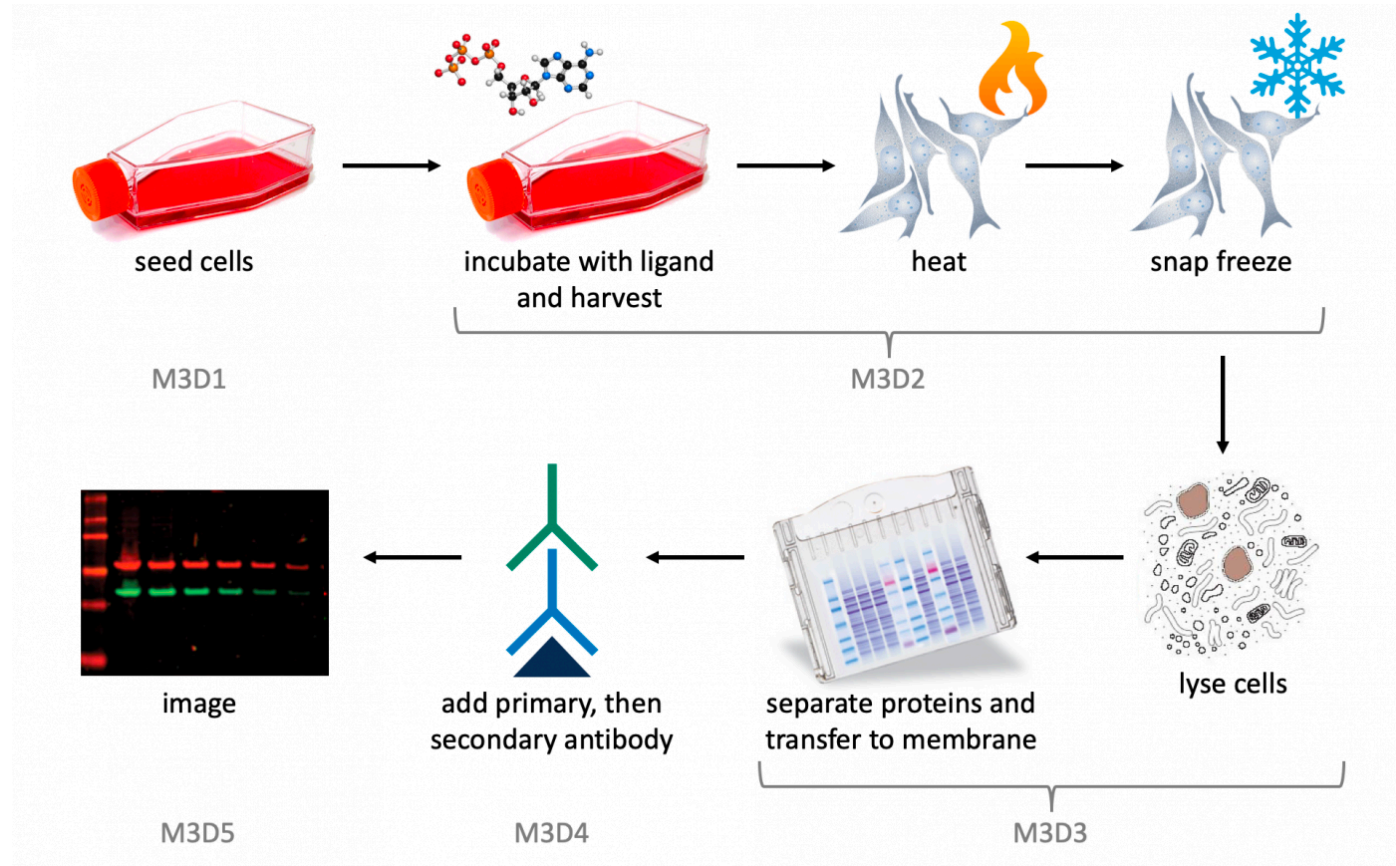 seed cells
incubate with ligand
and harvest
heat
snap freeze
M3D1
M3D2
lyse cells
separate proteins and
transfer to membrane
add primary, then
secondary antibody
image
M3D3
M3D4
M3D5